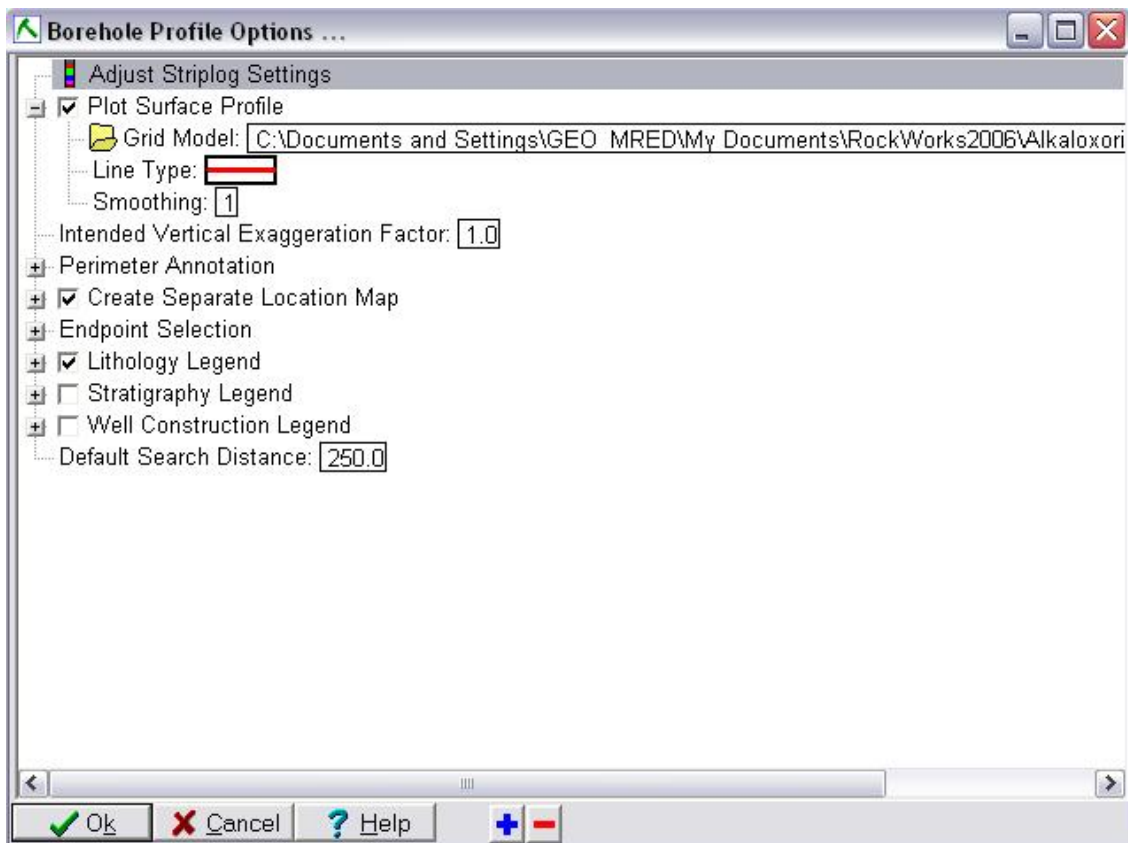 Borehole Profile Options ...
Adjust Striplog Settings
Plot Surface Profile
Grid Model: C:\Documents and Settings\GEO_MRED\My Documents\RockWorks2006\Alkaloxori
Line Type:
Smoothing: 1
Intended Vertical Exaggeration Factor: 1.0
Perimeter Annotation
Create Separate Location Map
Endpoint Selection
Lithology Legend
Stratigraphy Legend
Well Construction Legend
Default Search Distance: 250.0
Ok Cancel Help